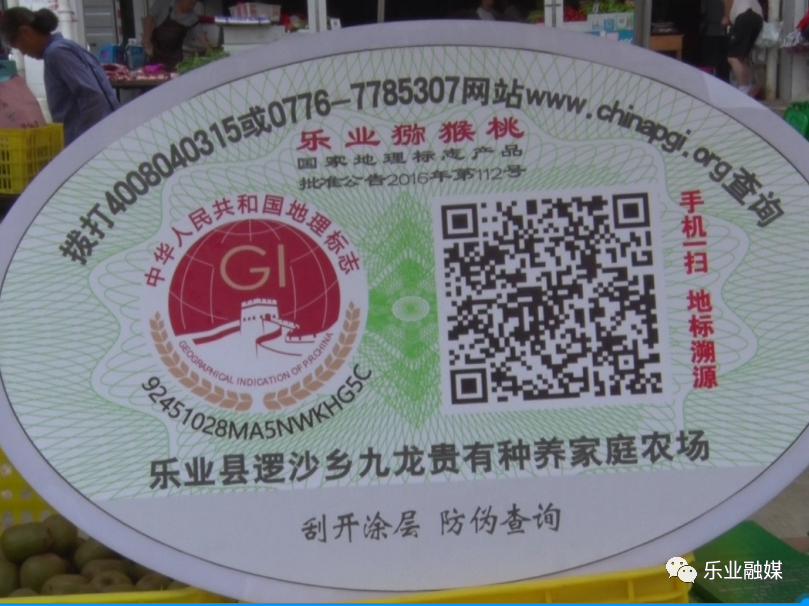 拨打4008040315或0776-7785307网站www.chinapgi.org查询
乐业猕猴桃
国家地理标志产品
批准公告2016年第112号
中华人民共和国地理标志
GI
GEOGRAPHICAL INDICATION OF P.R.CHINA
92451028MA5NWKHG5C
手机一扫 地标溯源
乐业县逻沙乡九龙贵有种养家庭农场
刮开涂层 防伪查询
乐业融媒